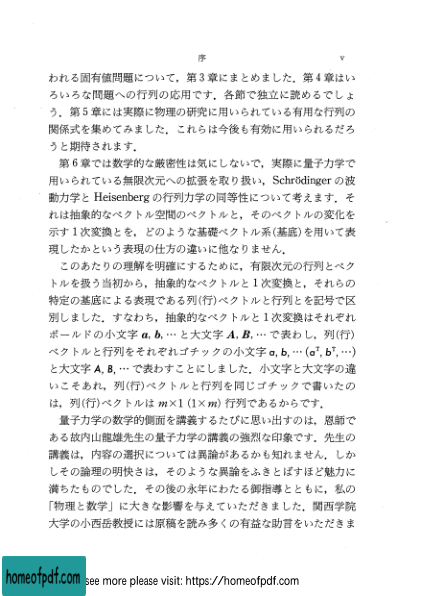 序 v
われる固有値問題について，第3章にまとめました．第4章はい
ろいろな問題への行列の応用です．各節で独立に読めるでしょ
う．第5章には実際に物理の研究に用いられている有用な行列の
関係式を集めてみました．これらは今後も有効に用いられるだろ
うと期待されます．
第6章では数学的な厳密性は気にしないで，実際に量子力学で
用いられている無限次元への拡張を取り扱い，Schrödinger の波
動力学と Heisenberg の行列力学の同等性について考えます．そ
れは抽象的なベクトル空間のベクトルと，そのベクトルの変化を
示す1次変換とを，どのような基礎ベクトル系(基底)を用いて表
現したかという表現の仕方の違いに他なりません．
このあたりの理解を明確にするために，有限次元の行列とベク
トルを扱う当初から，抽象的なベクトルと1次変換と，それらの
特定の基底による表現である列(行)ベクトルと行列とを記号で区
別しました．すなわち，抽象的なベクトルと1次変換はそれぞれ
ボールドの小文字 a, b, … と大文字 A, B, … で表わし，列(行)
ベクトルと行列をそれぞれゴチックの小文字 a, b, … (aᵀ, bᵀ, …)
と大文字 A, B, … で表わすことにしました．小文字と大文字の違
いこそあれ，列(行)ベクトルと行列を同じゴチックで書いたの
は，列(行)ベクトルは m×1 (1×m) 行列であるからです．
量子力学の数学的側面を講義するたびに思い出すのは，恩師で
ある故内山龍雄先生の量子力学の講義の強烈な印象です．先生の
講義は，内容の選択については異論があるかも知れません．しか
しその論理の明快さは，そのような異論をふきとばすほど魅力に
満ちたものでした．その後の永年にわたる御指導とともに，私の
「物理と数学」に大きな影響を与えていただきました．関西学院
大学の小西岳教授には原稿を読み多くの有益な助言をいただきま
homeofpdf.com see more please visit: https://homeofpdf.com